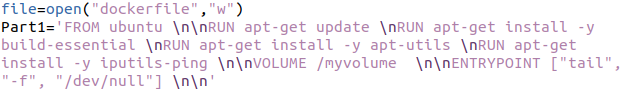 file=open("dockerfile","w")
Part1='FROM ubuntu \n\nRUN apt-get update \nRUN apt-get install -y
build-essential \nRUN apt-get install -y apt-utils \nRUN apt-get
install -y iputils-ping \n\nVOLUME /myvolume  \n\nENTRYPOINT ["tail",
"-f", "/dev/null"] \n\n'